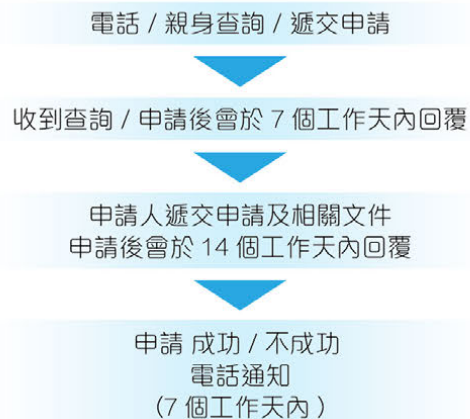 電話 / 親身查詢 / 遞交申請
收到查詢 / 申請後會於 7 個工作天內回覆
申請人遞交申請及相關文件
申請後會於 14 個工作天內回覆
申請 成功 / 不成功
電話通知
(7 個工作天內 )